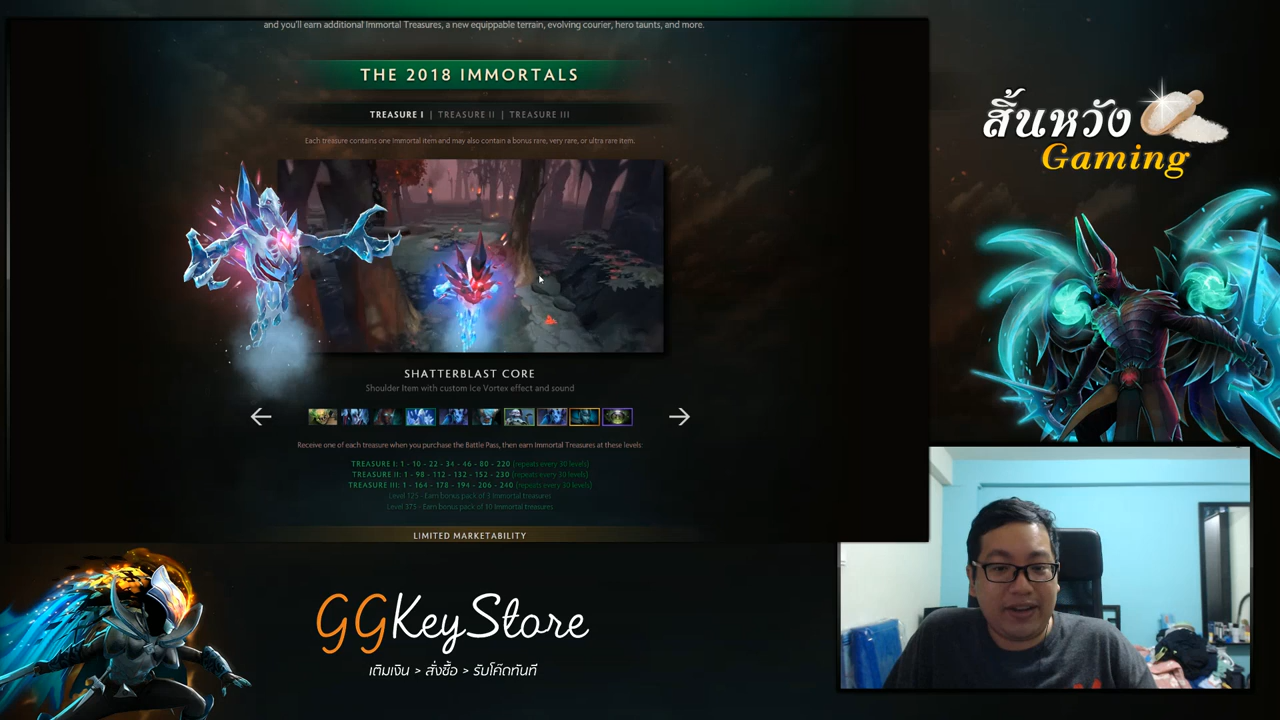 and you'll earn additional Immortal Treasures, a new equippable terrain, evolving courier, hero taunts, and more.
THE 2018 IMMORTALS
TREASURE I | TREASURE II | TREASURE III
Each treasure contains one Immortal item and may also contain a bonus rare, very rare, or ultra rare item.
SHATTERBLAST CORE
Shoulder Item with custom Ice Vortex effect and sound
Receive one of each treasure when you purchase the Battle Pass, then earn Immortal Treasures at these levels:
TREASURE I: 1 - 10 - 22 - 34 - 46 - 80 - 220 (repeats every 30 levels)
TREASURE II: 1 - 98 - 112 - 132 - 152 - 230 (repeats every 30 levels)
TREASURE III: 1 - 164 - 178 - 194 - 206 - 240 (repeats every 30 levels)
Level 125 - Earn bonus pack of 5 Immortal treasures
Level 375 - Earn bonus pack of 10 Immortal treasures
LIMITED MARKETABILITY
สิ้นหวัง
Gaming
GGKeyStore
เติมเงิน > สั่งซื้อ > รับโค๊ดทันที